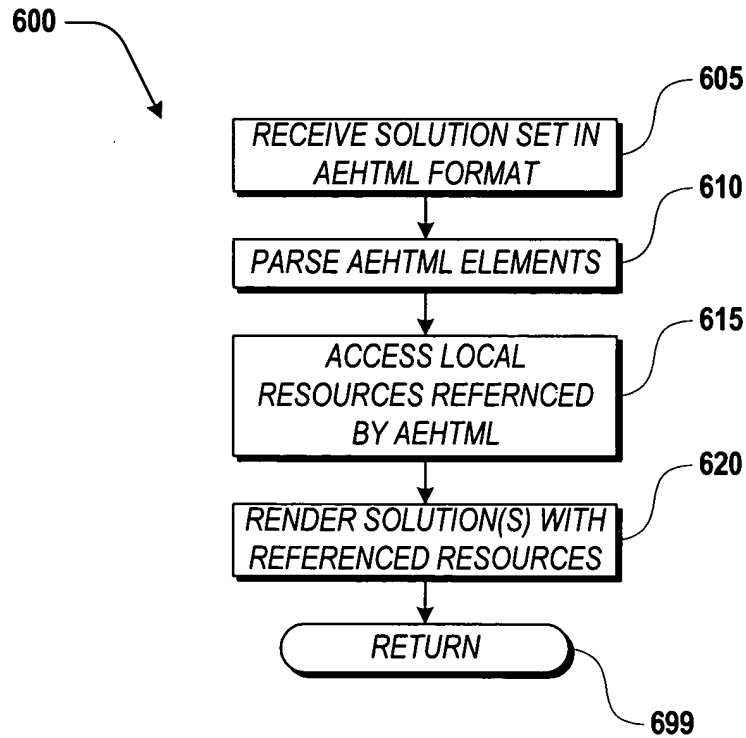 600
605
RECEIVE SOLUTION SET IN
AEHTML FORMAT
610
PARSE AEHTML ELEMENTS
615
ACCESS LOCAL
RESOURCES REFERNCED
BY AEHTML
620
RENDER SOLUTION(S) WITH
REFERENCED RESOURCES
RETURN
699